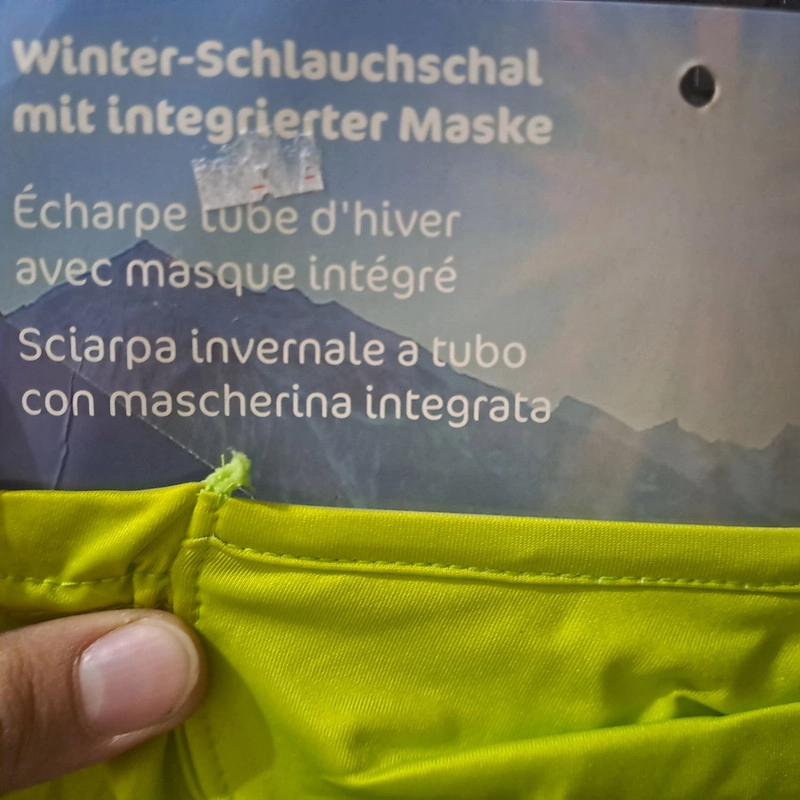 Winter-Schlauchschal
mit integrierter Maske
Écharpe tube d'hiver
avec masque intégré
Sciarpa invernale a tubo
con mascherina integrata